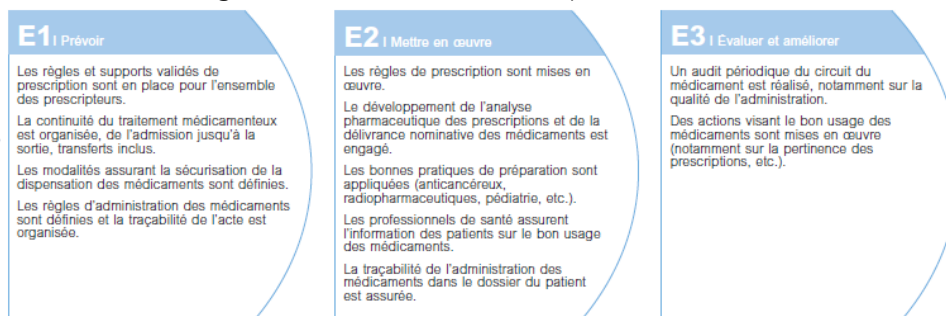 E1 I Prévoir
Les règles et supports validés de
prescription sont en place pour l'ensemble
des prescripteurs.
La continuité du traitement médicamenteux
est organisée, de l'admission jusqu'à la
sortie, transferts inclus.
Les modalités assurant la sécurisation de la
dispensation des médicaments sont définies.
Les règles d'administration des médicaments
sont définies et la traçabilité de l'acte est
organisée.
E2 I Mettre en œuvre
Les règles de prescription sont mises en
œuvre.
Le développement de l'analyse
pharmaceutique des prescriptions et de la
délivrance nominative des médicaments est
engagé.
Les bonnes pratiques de préparation sont
appliquées (anticancéreux,
radiopharmaceutiques, pédiatrie, etc.).
Les professionnels de santé assurent
l'information des patients sur le bon usage
des médicaments.
La traçabilité de l'administration des
médicaments dans le dossier du patient
est assurée.
E3 I Évaluer et améliorer
Un audit périodique du circuit du
médicament est réalisé, notamment sur la
qualité de l'administration.
Des actions visant le bon usage des
médicaments sont mises en œuvre
(notamment sur la pertinence des
prescriptions, etc.).